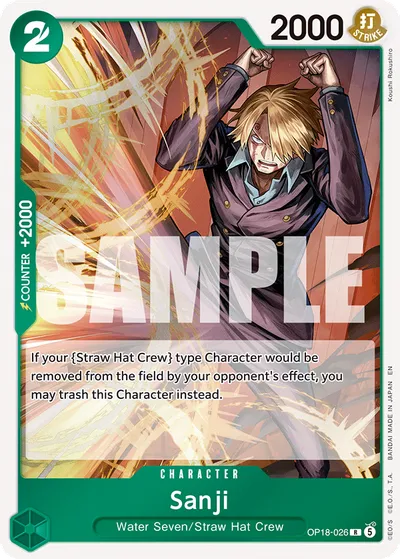 2
2000
打
STRIKE
Koushi Rokushiro
COUNTER +2000
SAMPLE
If your {Straw Hat Crew} type Character would be
removed from the field by your opponent's effect, you
may trash this Character instead.
CHARACTER
Sanji
Water Seven/Straw Hat Crew
OP18-026 R 5
©E.O/S ©E.O./S, T.A. BANDAI MADE IN JAPAN EN